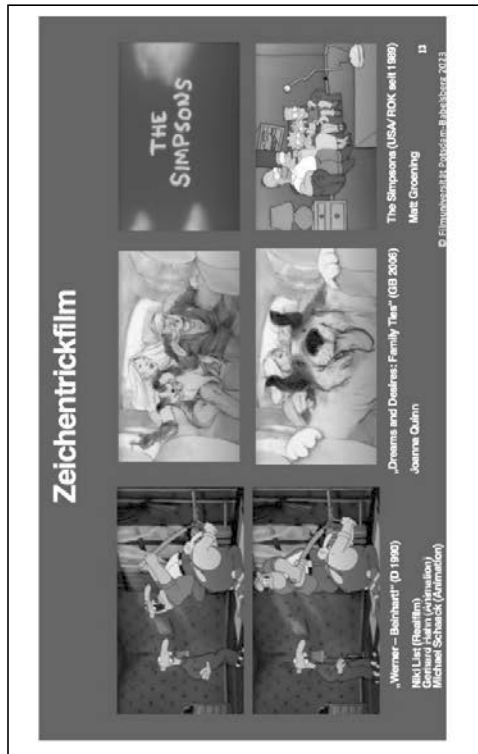 Zeichentrickfilm
THE
SIMPSONS
„Werner – Beinhart!“ (D 1990)
Niki List (Realfilm)
Gerhard Hahn (Animation)
Michael Schaack (Animation)
„Dreams and Desires: Family Ties“ (GB 2006)
Joanna Quinn
The Simpsons (USA/ ROK seit 1989)
Matt Groening
13
© Filmuniversität Potsdam-Babelsberg 2023